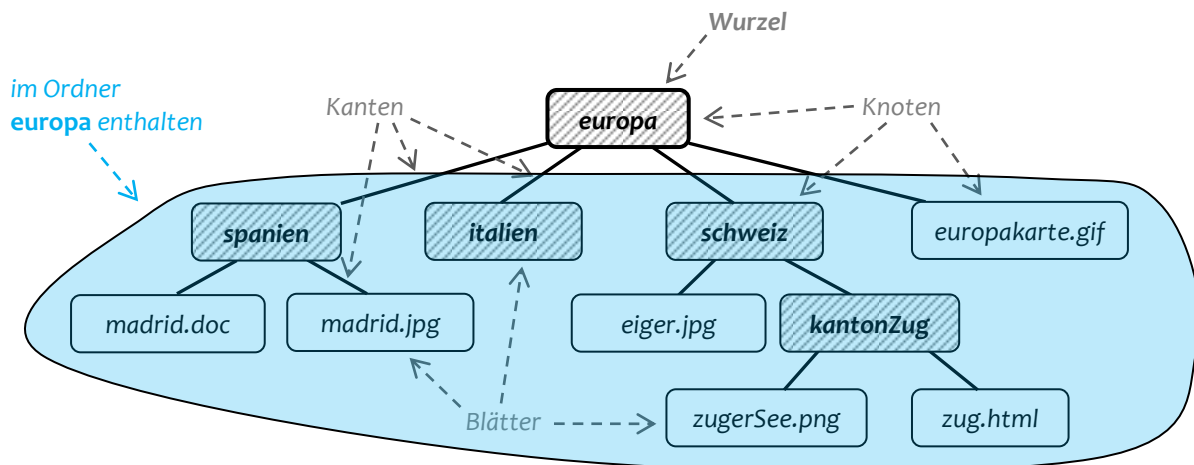 Wurzel
im Ordner
europa enthalten
Kanten
europa
Knoten
spanien
italien
schweiz
europakarte.gif
madrid.doc
madrid.jpg
eiger.jpg
kantonZug
Blätter
zugerSee.png
zug.html